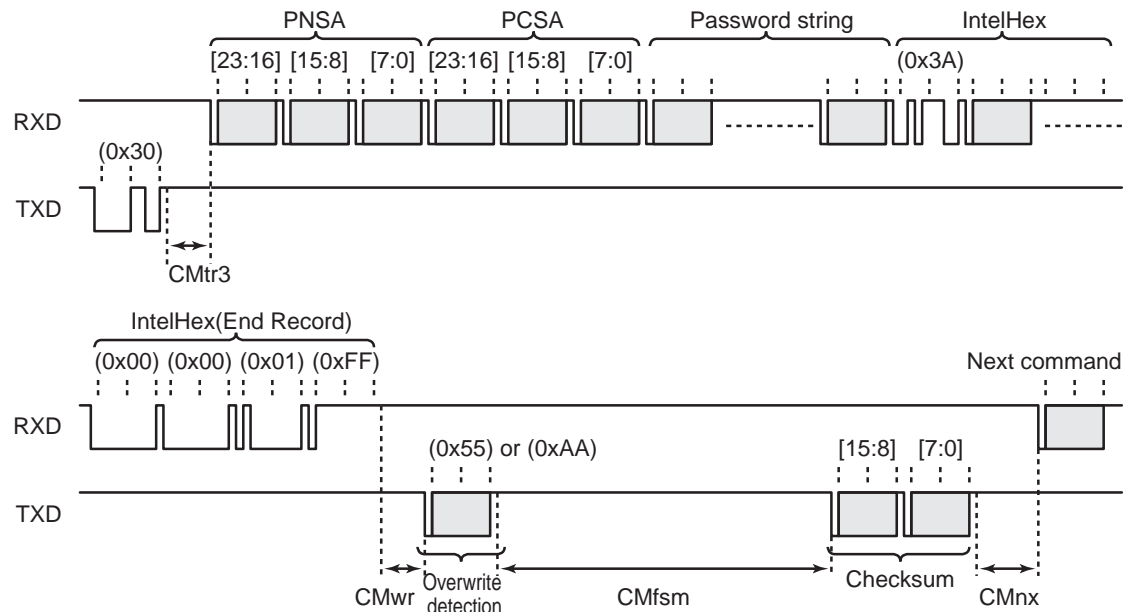 PNSA PCSA Password string IntelHex
[23:16] [15:8] [7:0] [23:16] [15:8] [7:0] (0x3A)
RXD
(0x30)
TXD
CMtr3
IntelHex(End Record)
(0x00) (0x00) (0x01) (0xFF) Next command
RXD
(0x55) or (0xAA) [15:8] [7:0]
TXD
CMwr Overwrite detection CMfsm Checksum CMnx